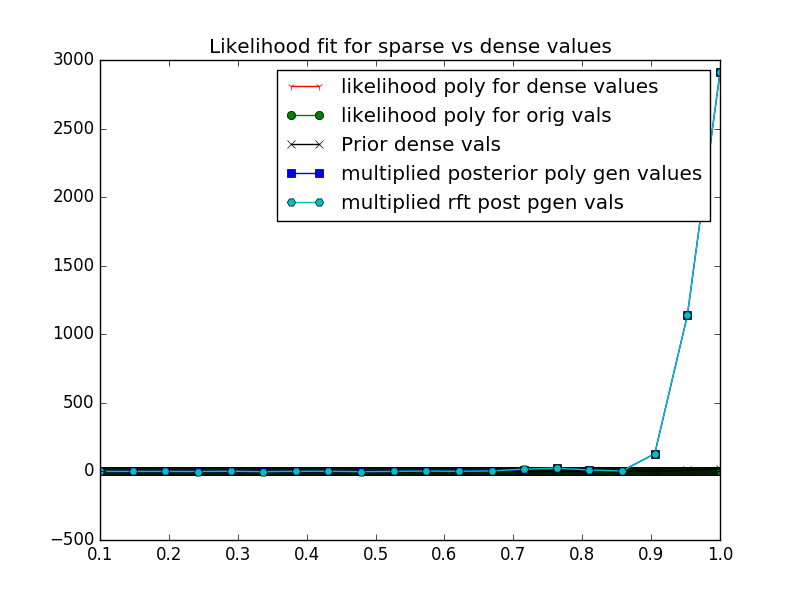 Likelihood fit for sparse vs dense values
3000
likelihood poly for dense values
likelihood poly for orig vals
Prior dense vals
multiplied posterior poly gen values
multiplied rft post pgen vals
2500
2000
1500
1000
500
0
−500
0.1 0.2 0.3 0.4 0.5 0.6 0.7 0.8 0.9 1.0